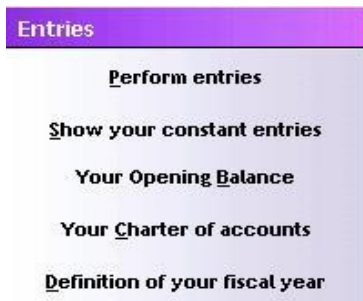 Entries
Perform entries
Show your constant entries
Your Opening Balance
Your Charter of accounts
Definition of your fiscal year